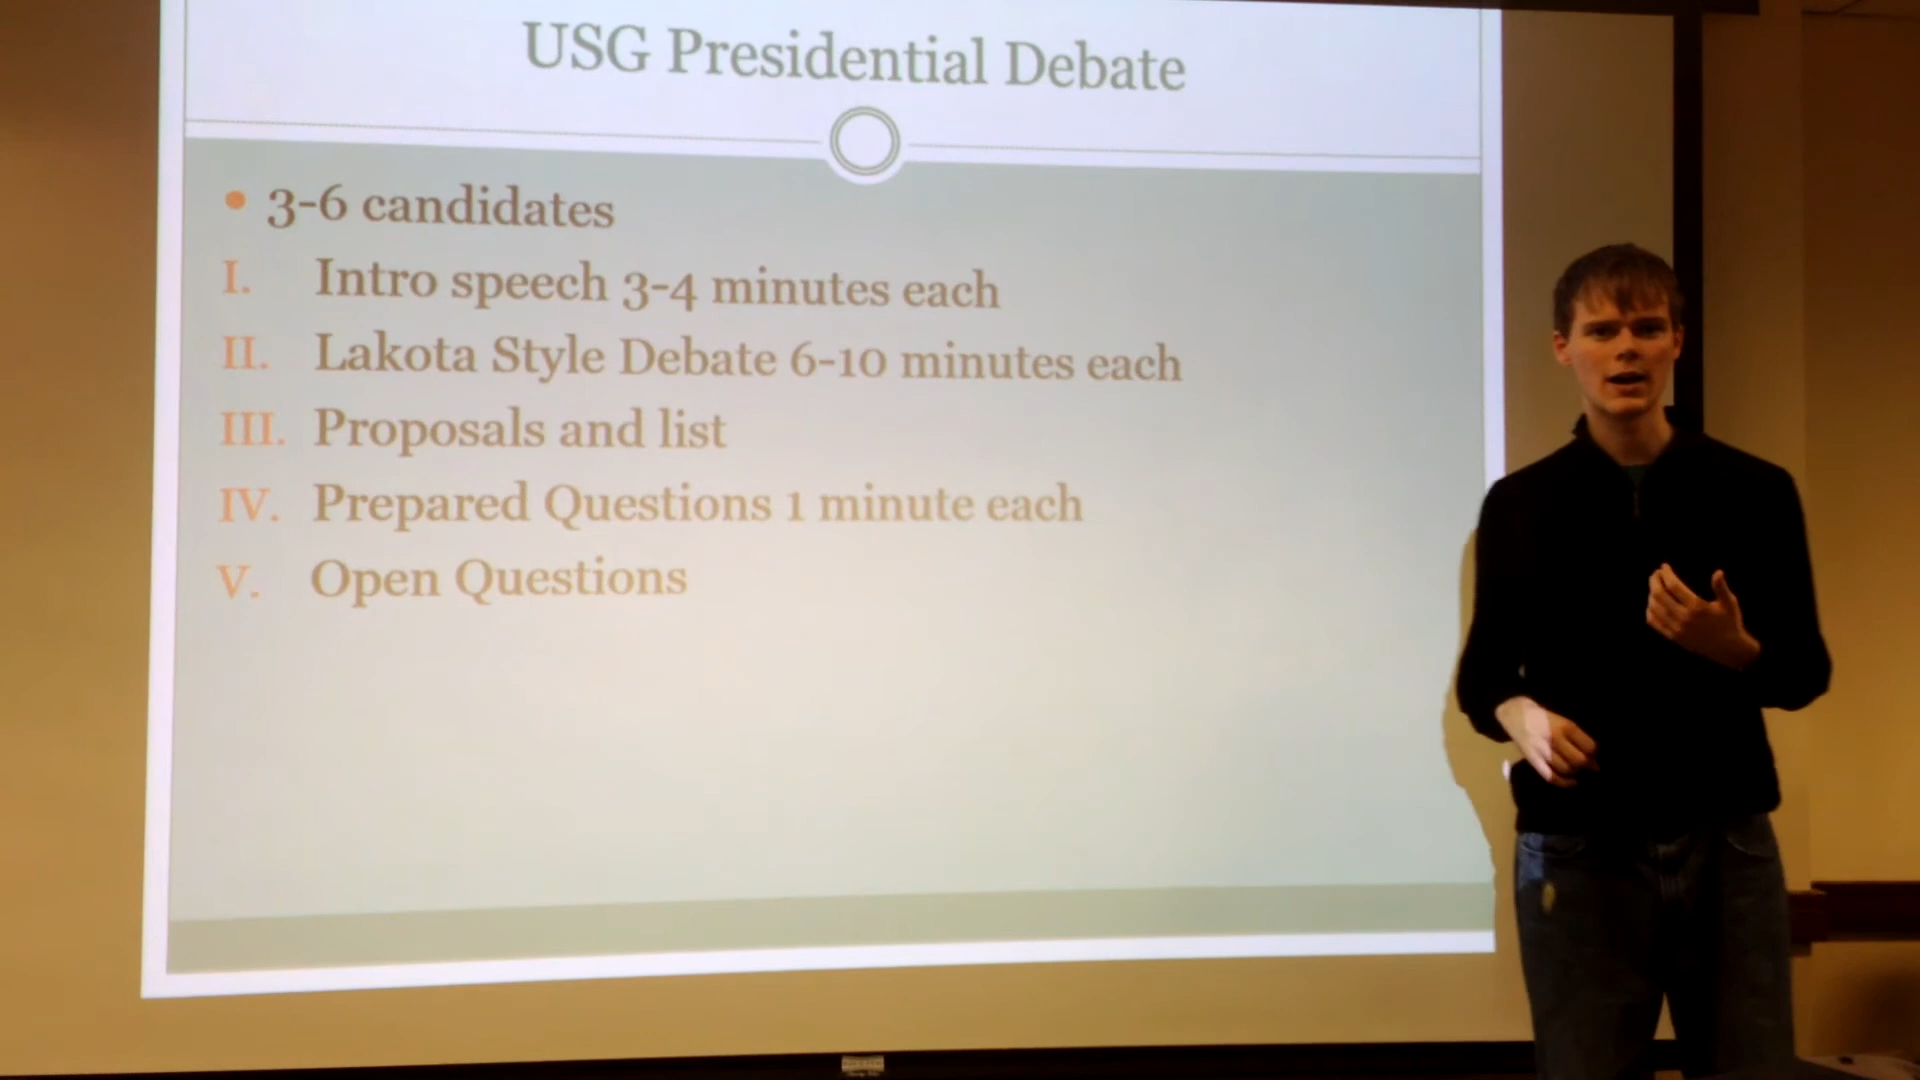 USG Presidential Debate
• 3-6 candidates
I. Intro speech 3-4 minutes each
II. Lakota Style Debate 6-10 minutes each
III. Proposals and list
IV. Prepared Questions 1 minute each
V. Open Questions